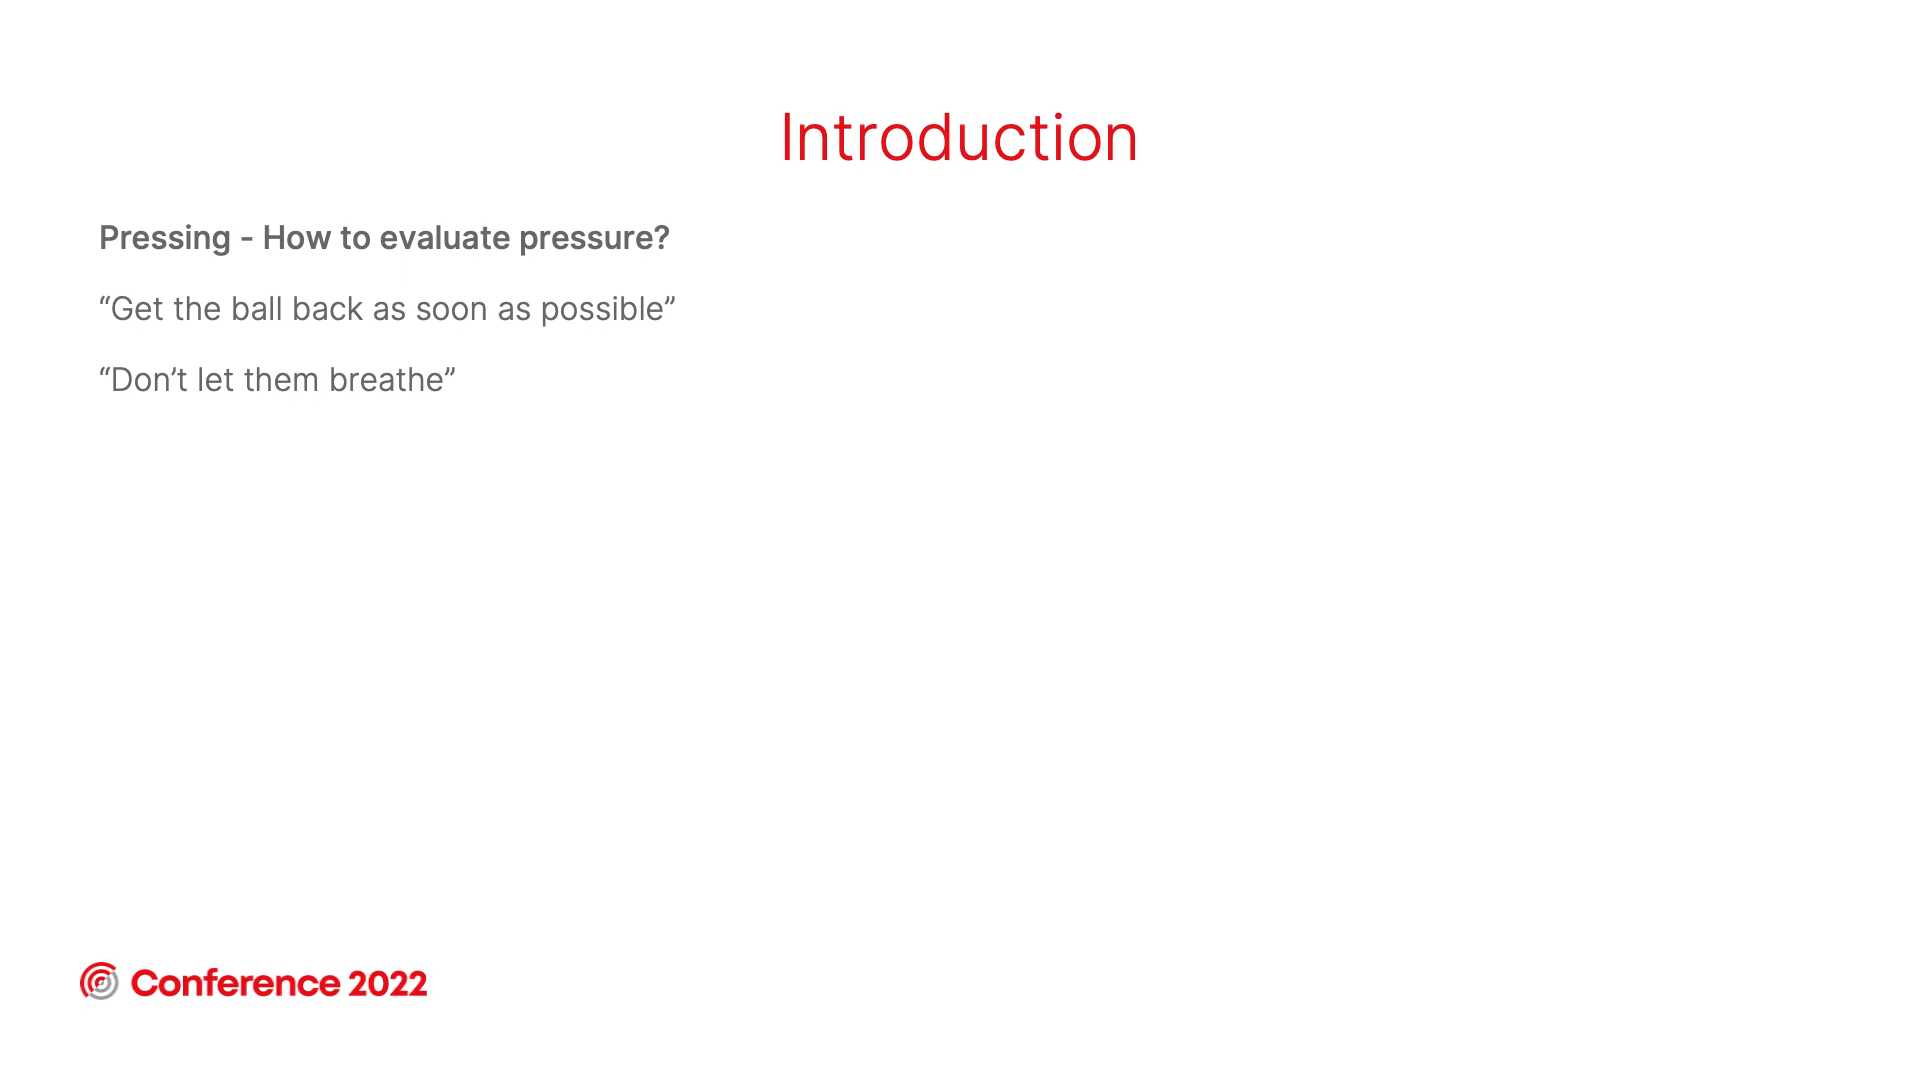 Introduction
Pressing - How to evaluate pressure?
“Get the ball back as soon as possible”
“Don’t let them breathe”
Conference 2022